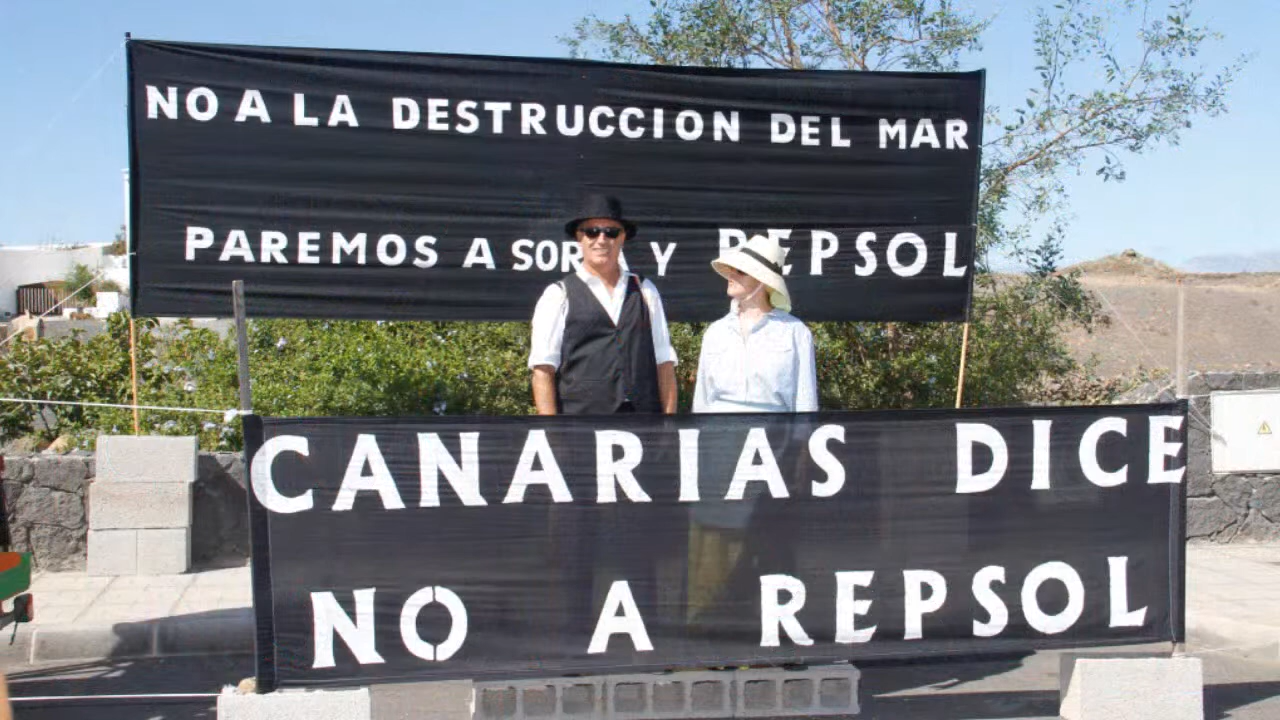 NO A LA DESTRUCCION DEL MAR
PAREMOS A Y REPSOL
CANARIAS DICE
NO A REPSOL